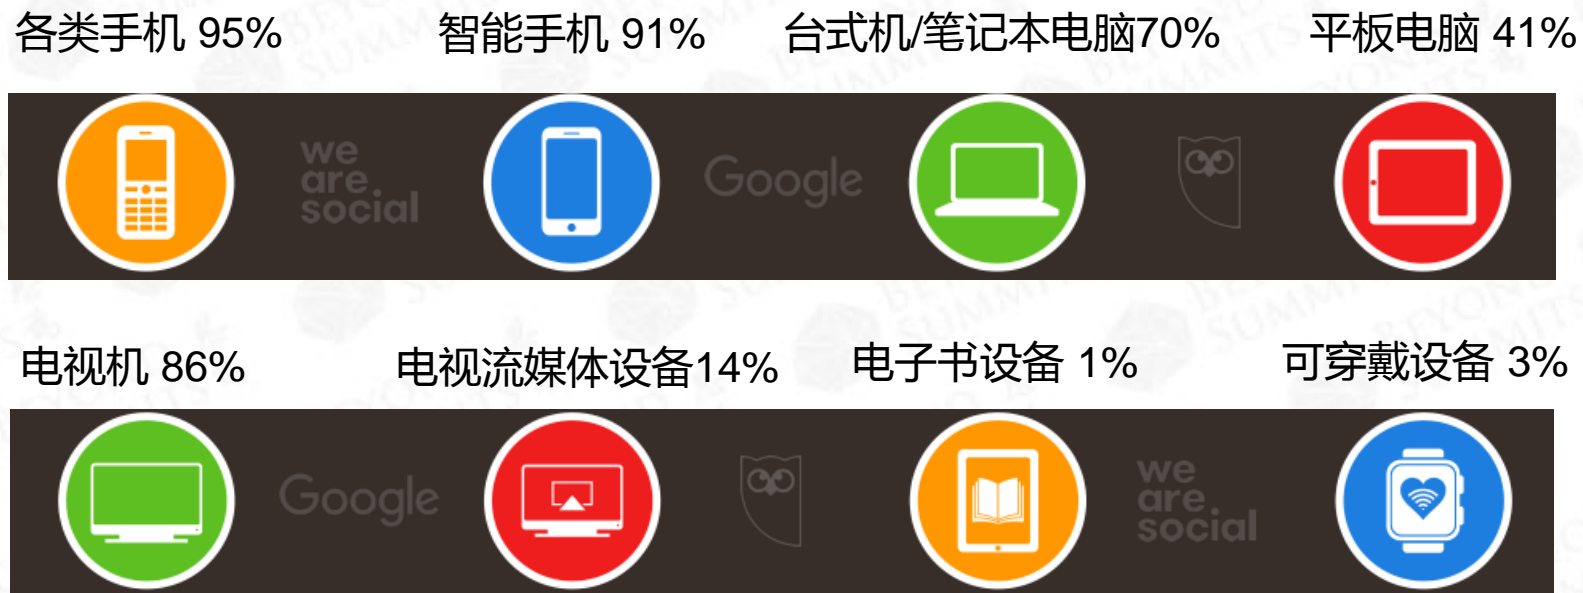 各类手机 95%
智能手机 91%
台式机/笔记本电脑70%
平板电脑 41%
we
are.
social
Google
电视机 86%
电视流媒体设备14%
电子书设备 1%
可穿戴设备 3%
Google
we
are.
social